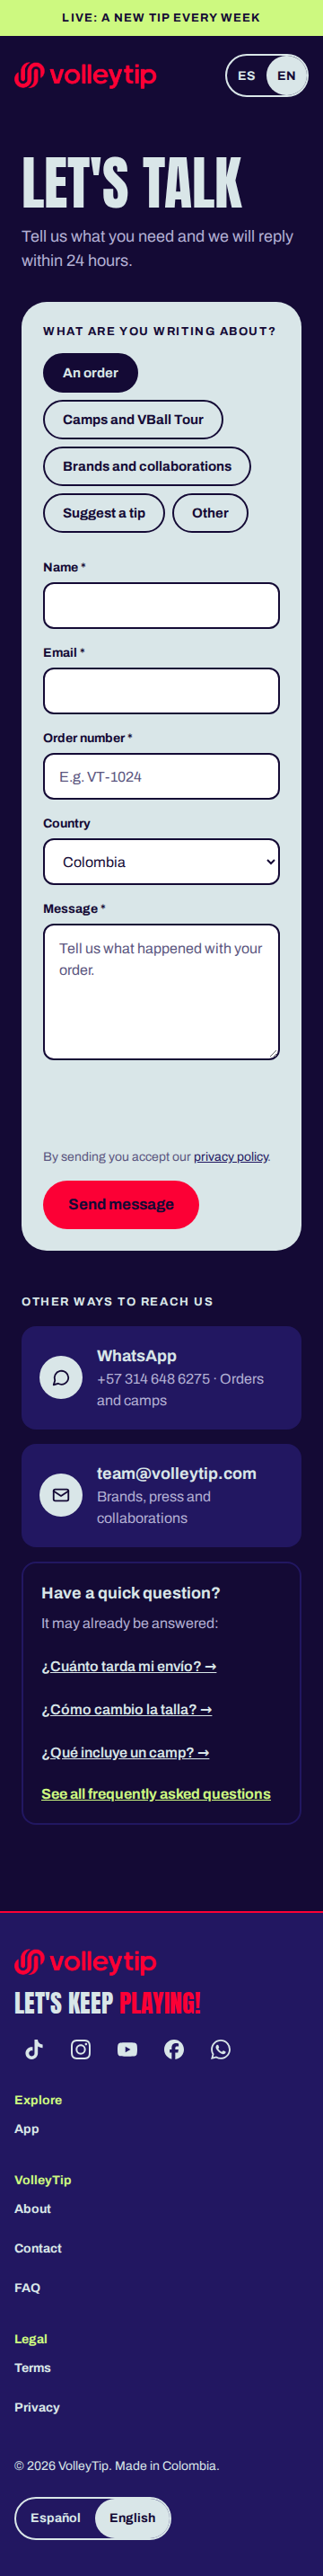 LIVE: A NEW TIP EVERY WEEK
volleytip
ES EN
LET'S TALK
Tell us what you need and we will reply
within 24 hours.
WHAT ARE YOU WRITING ABOUT?
An order
Camps and VBall Tour
Brands and collaborations
Suggest a tip Other
Name *
Email *
Order number *
E.g. VT-1024
Country
Colombia
Message *
Tell us what happened with your
order.
By sending you accept our privacy policy.
Send message
OTHER WAYS TO REACH US
WhatsApp
+57 314 648 6275 · Orders
and camps
team@volleytip.com
Brands, press and
collaborations
Have a quick question?
It may already be answered:
¿Cuánto tarda mi envío? →
¿Cómo cambio la talla? →
¿Qué incluye un camp? →
See all frequently asked questions
volleytip
LET'S KEEP PLAYING!
Explore
App
VolleyTip
About
Contact
FAQ
Legal
Terms
Privacy
© 2026 VolleyTip. Made in Colombia.
Español English